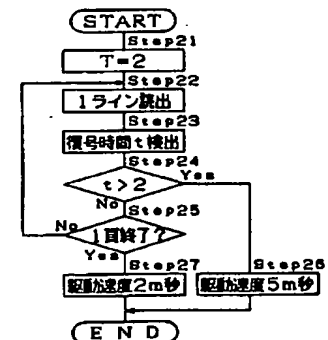 START
Step21
T=2
Step22
1ライン読出
Step23
復号時間t検出
Step24
t>2
Yes
No
Step25
No
1回終了?
Yes
Step27
Step26
駆動速度2m秒
駆動速度5m秒
END